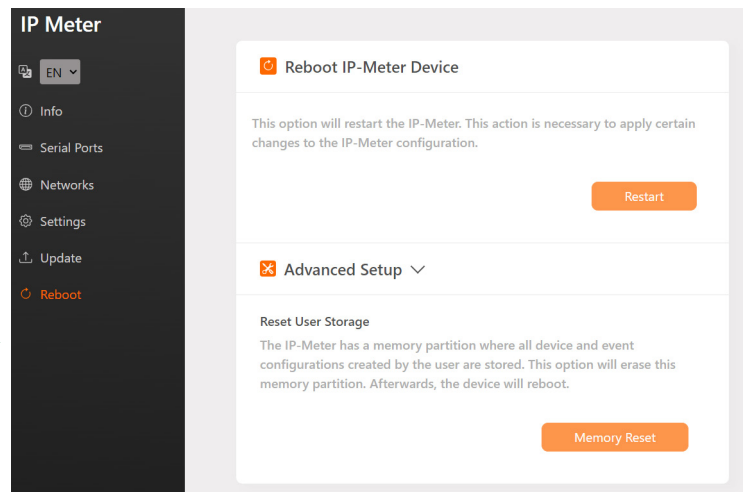 IP Meter
EN
Info
Serial Ports
Networks
Settings
Update
Reboot
Reboot IP-Meter Device
This option will restart the IP-Meter. This action is necessary to apply certain
changes to the IP-Meter configuration.
Restart
Advanced Setup
Reset User Storage
The IP-Meter has a memory partition where all device and event
configurations created by the user are stored. This option will erase this
memory partition. Afterwards, the device will reboot.
Memory Reset